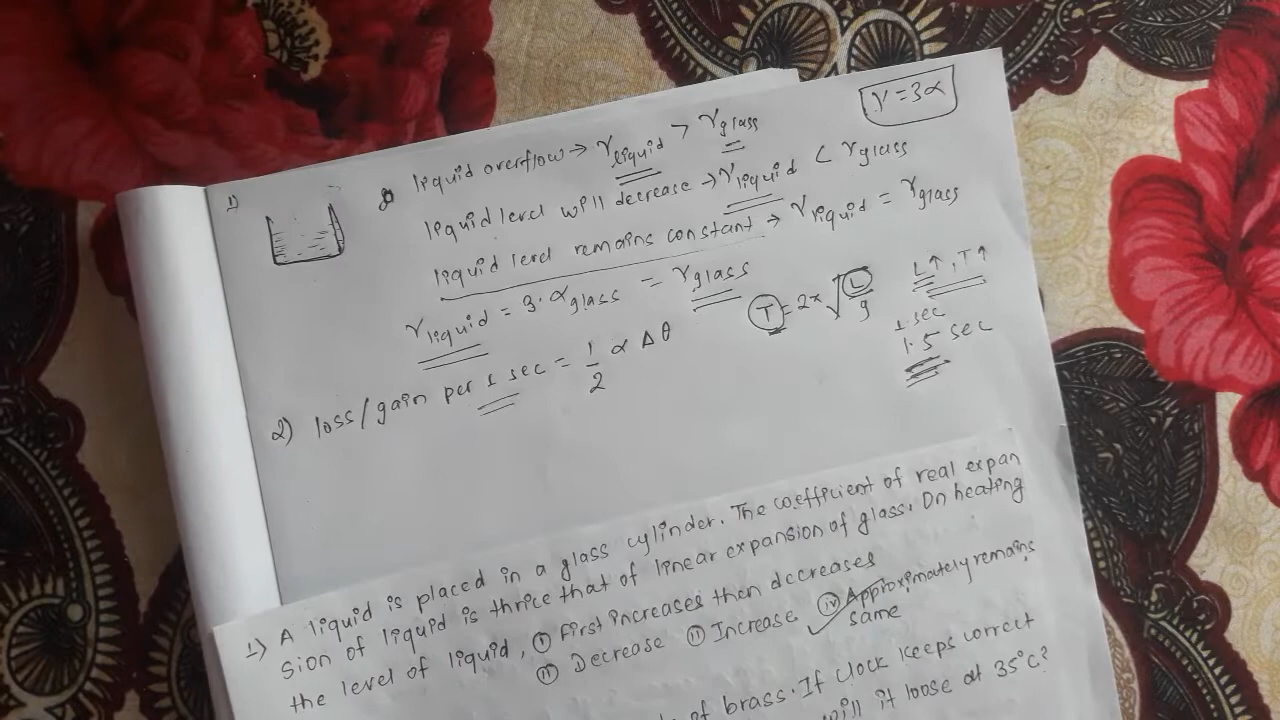 γ = 3α
1) liquid overflow → γliquid > γglass
liquid level will decrease → γliquid < γglass
liquid level remains constant → γliquid = γglass
γliquid = 3·αglass = γglass
T = 2π √L/g
L↑, T↑
1 sec
1.5 sec
2) loss/gain per 1 sec = 1/2 α Δθ
1) A liquid is placed in a glass cylinder. The coefficient of real expan
sion of liquid is thrice that of linear expansion of glass. On heating
the level of liquid, (i) First increases then decreases
(ii) Decrease (ii) Increase (iv) Approximately remains
same
of brass. If clock keeps correct
will it loose at 35°C?